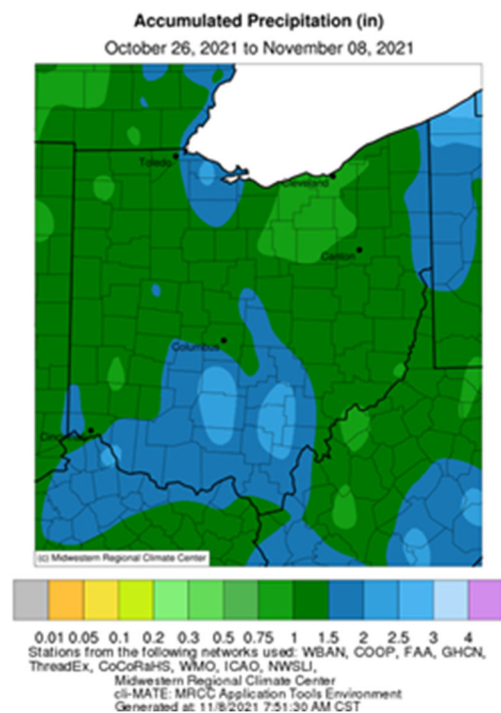 Accumulated Precipitation (in)
October 26, 2021 to November 08, 2021
Toledo
Cleveland
Canton
Columbus
(c) Midwestern Regional Climate Center
0.01 0.05 0.1 0.2 0.3 0.5 0.75 1 1.5 2 2.5 3 4
Stations from the following networks used: WBAN, COOP, FAA, GHCN,
ThreadEx, CoCoRaHS, WMO, ICAO, NWSLI,
Midwestern Regional Climate Center
cli-MATE: MRCC Application Tools Environment
Generated at: 11/8/2021 7:51:30 AM CST